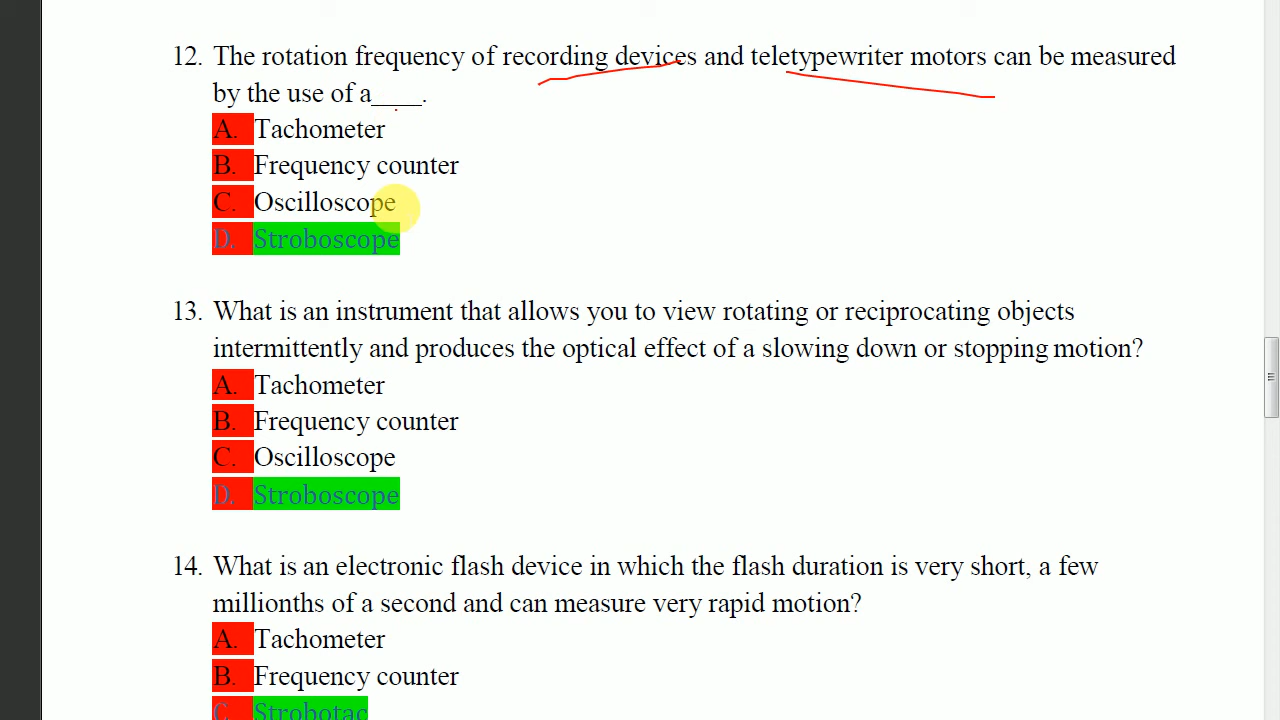 12. The rotation frequency of recording devices and teletypewriter motors can be measured
by the use of a____.
A. Tachometer
B. Frequency counter
C. Oscilloscope
D. Stroboscope
13. What is an instrument that allows you to view rotating or reciprocating objects
intermittently and produces the optical effect of a slowing down or stopping motion?
A. Tachometer
B. Frequency counter
C. Oscilloscope
D. Stroboscope
14. What is an electronic flash device in which the flash duration is very short, a few
millionths of a second and can measure very rapid motion?
A. Tachometer
B. Frequency counter
C. Strobotac